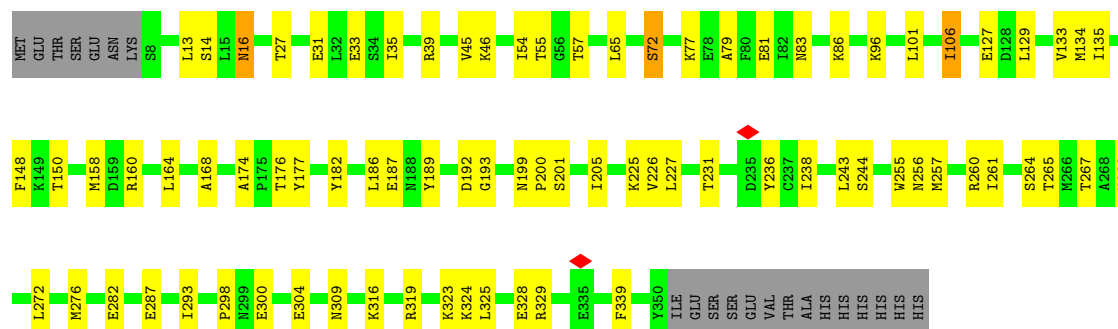 MET GLU THR SER GLU ASN LYS S8 L13 S14 L15 N16 T27 E31 L32 E33 S34 I35 R39 V45 K46 I54 T55 G56 T57 L65 S72 K77 E78 A79 F80 E81 I82 N83 K86 K96 L101 I106 E127 D128 L129 V133 M134 I135
F148 K149 T150 M158 D159 R160 L164 A168 A174 P175 T176 Y177 Y182 L186 E187 N188 Y189 D192 G193 N199 P200 S201 I205 K225 V226 L227 T231 D235 Y236 C237 I238 L243 S244 W255 N256 M257 R260 I261 S264 T265 M266 T267 A268
L272 M276 E282 E287 I293 P298 N299 E300 E304 N309 K316 R319 K323 K324 L325 E328 R329 E335 F339 Y350 ILE GLU SER SER GLU VAL THR ALA HIS HIS HIS HIS HIS HIS